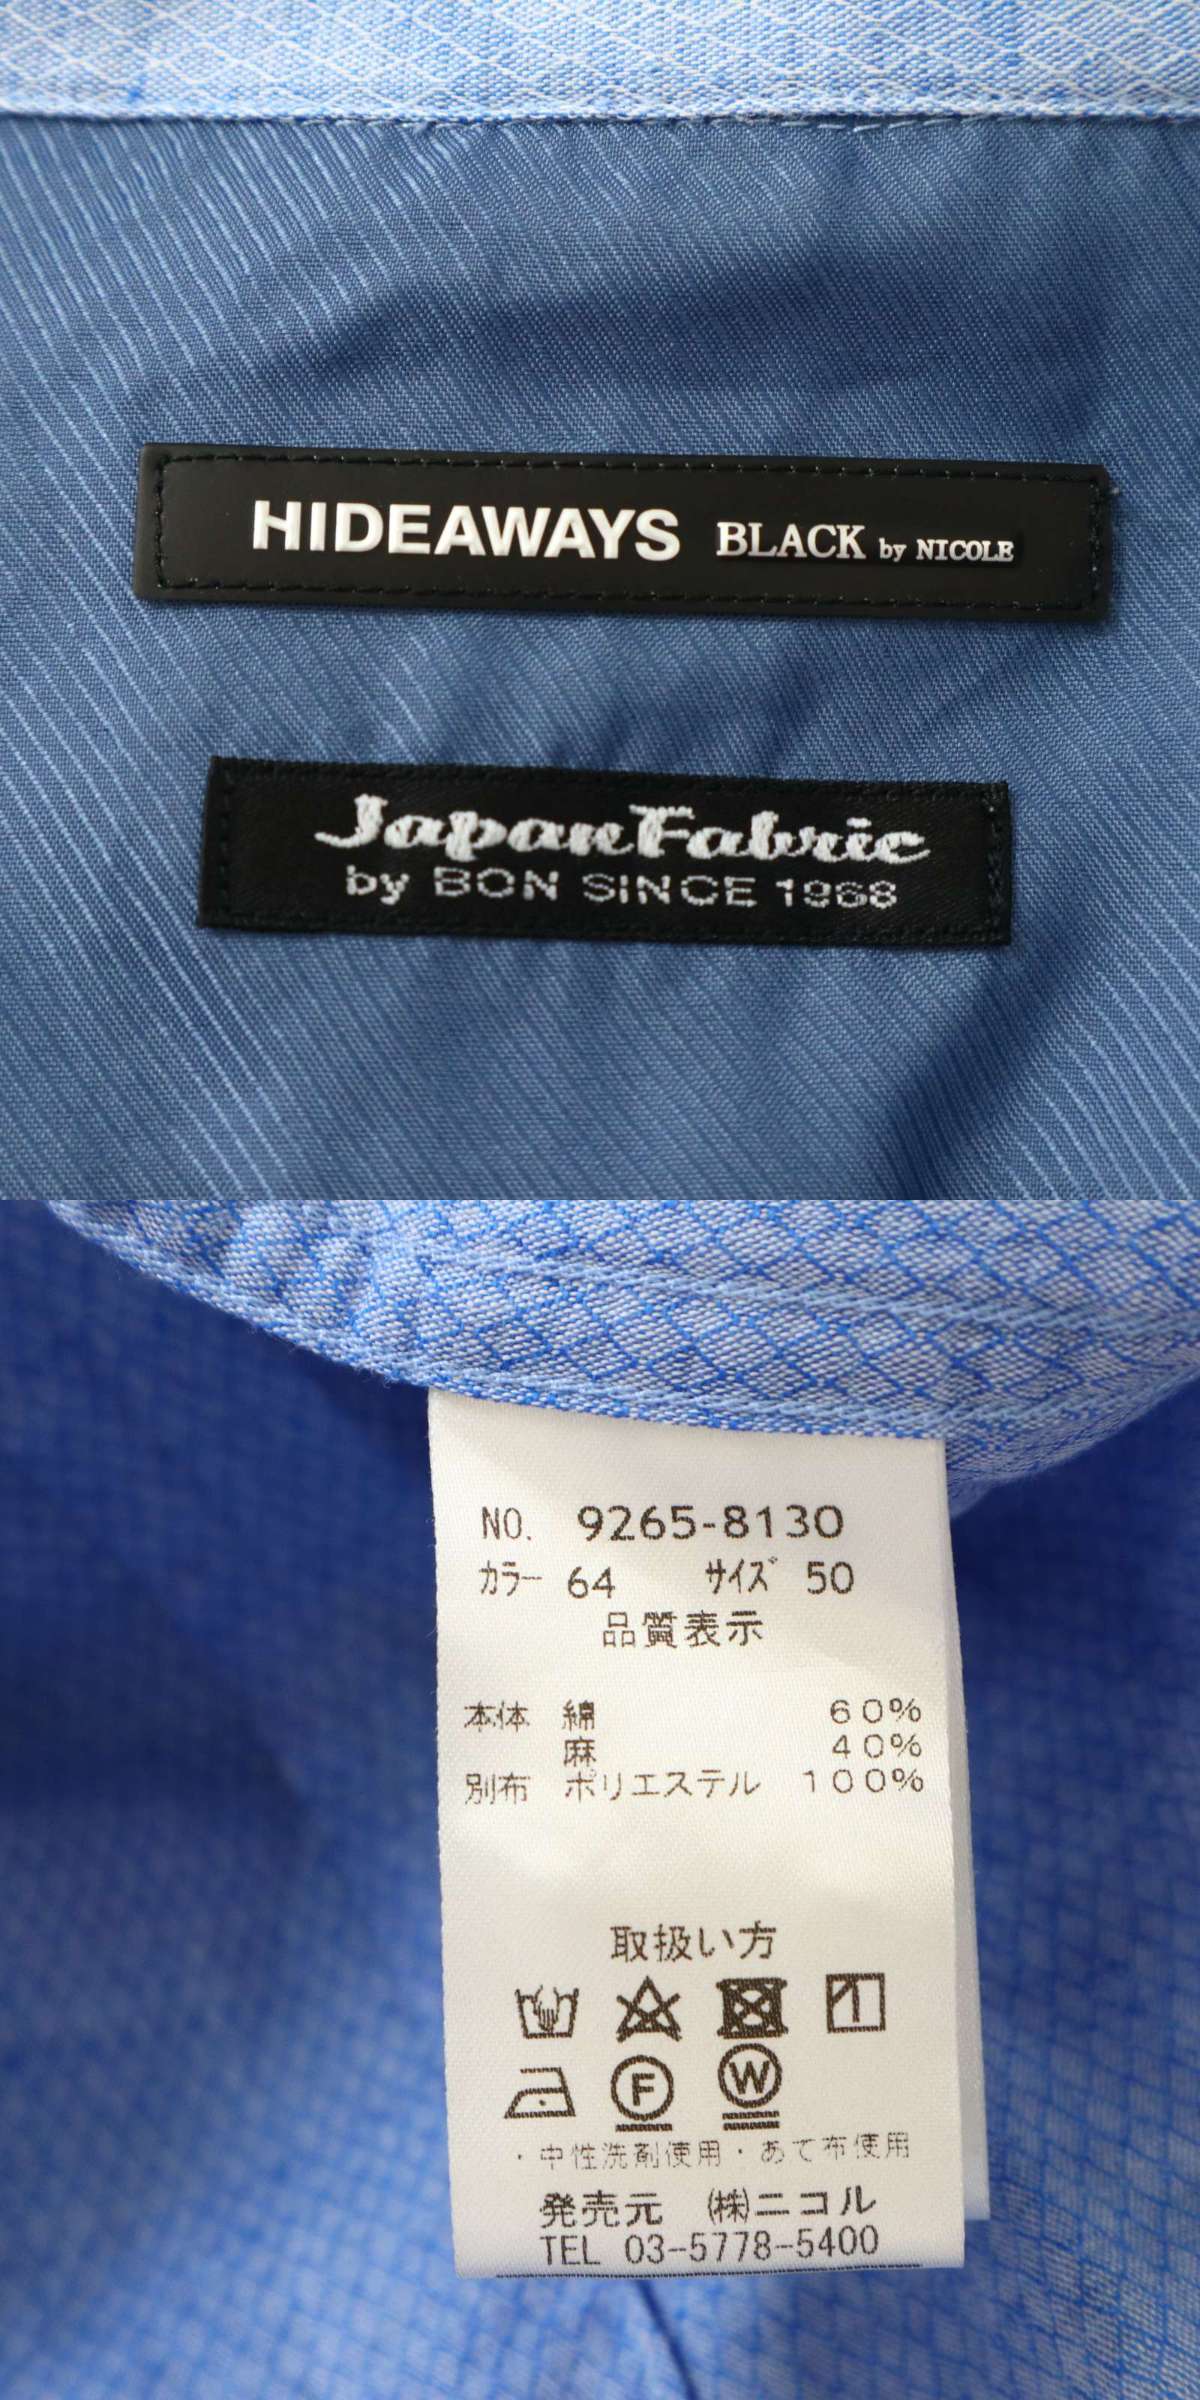 HIDEAWAYS BLACK by NICOLE
JapanFabric
by BON SINCE 1968
NO. 9265-8130
カラー 64 サイズ 50
品質表示
本体 綿 60%
麻 40%
別布 ポリエステル 100%
取扱い方
F W
・中性洗剤使用・あて布使用
発売元 (株)ニコル
TEL 03-5778-5400